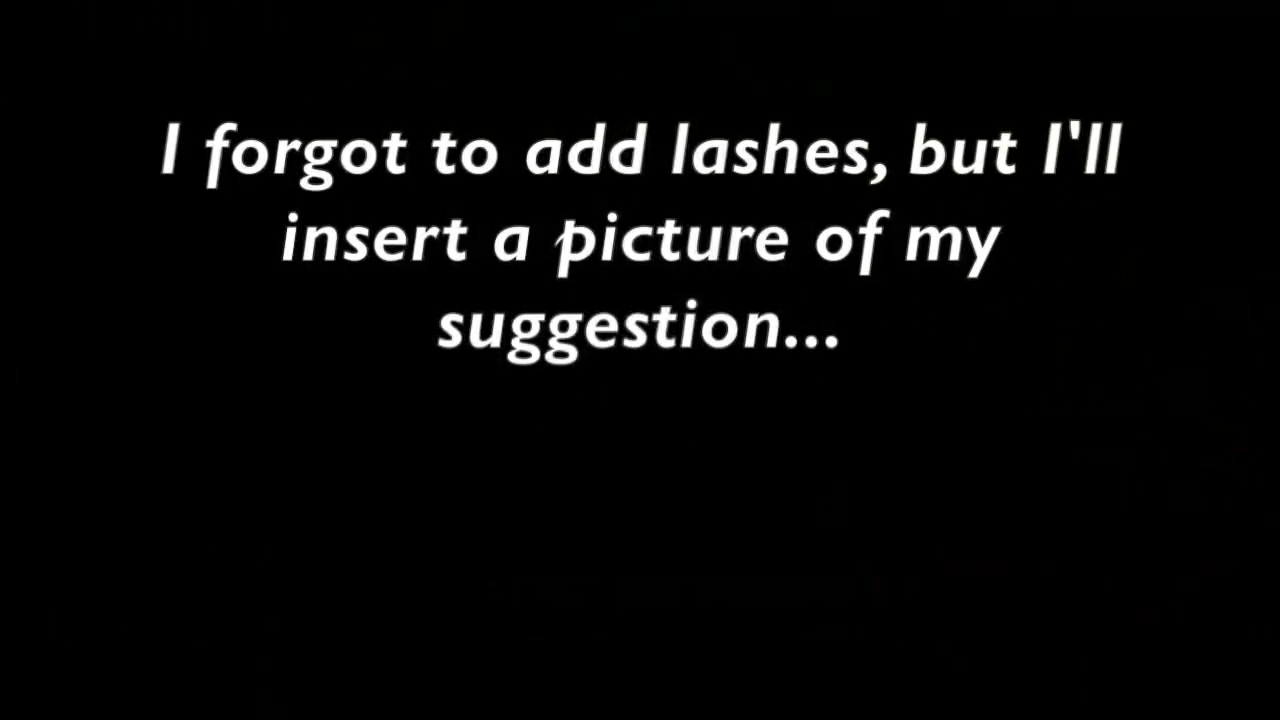 I forgot to add lashes, but I'll
insert a picture of my
suggestion...